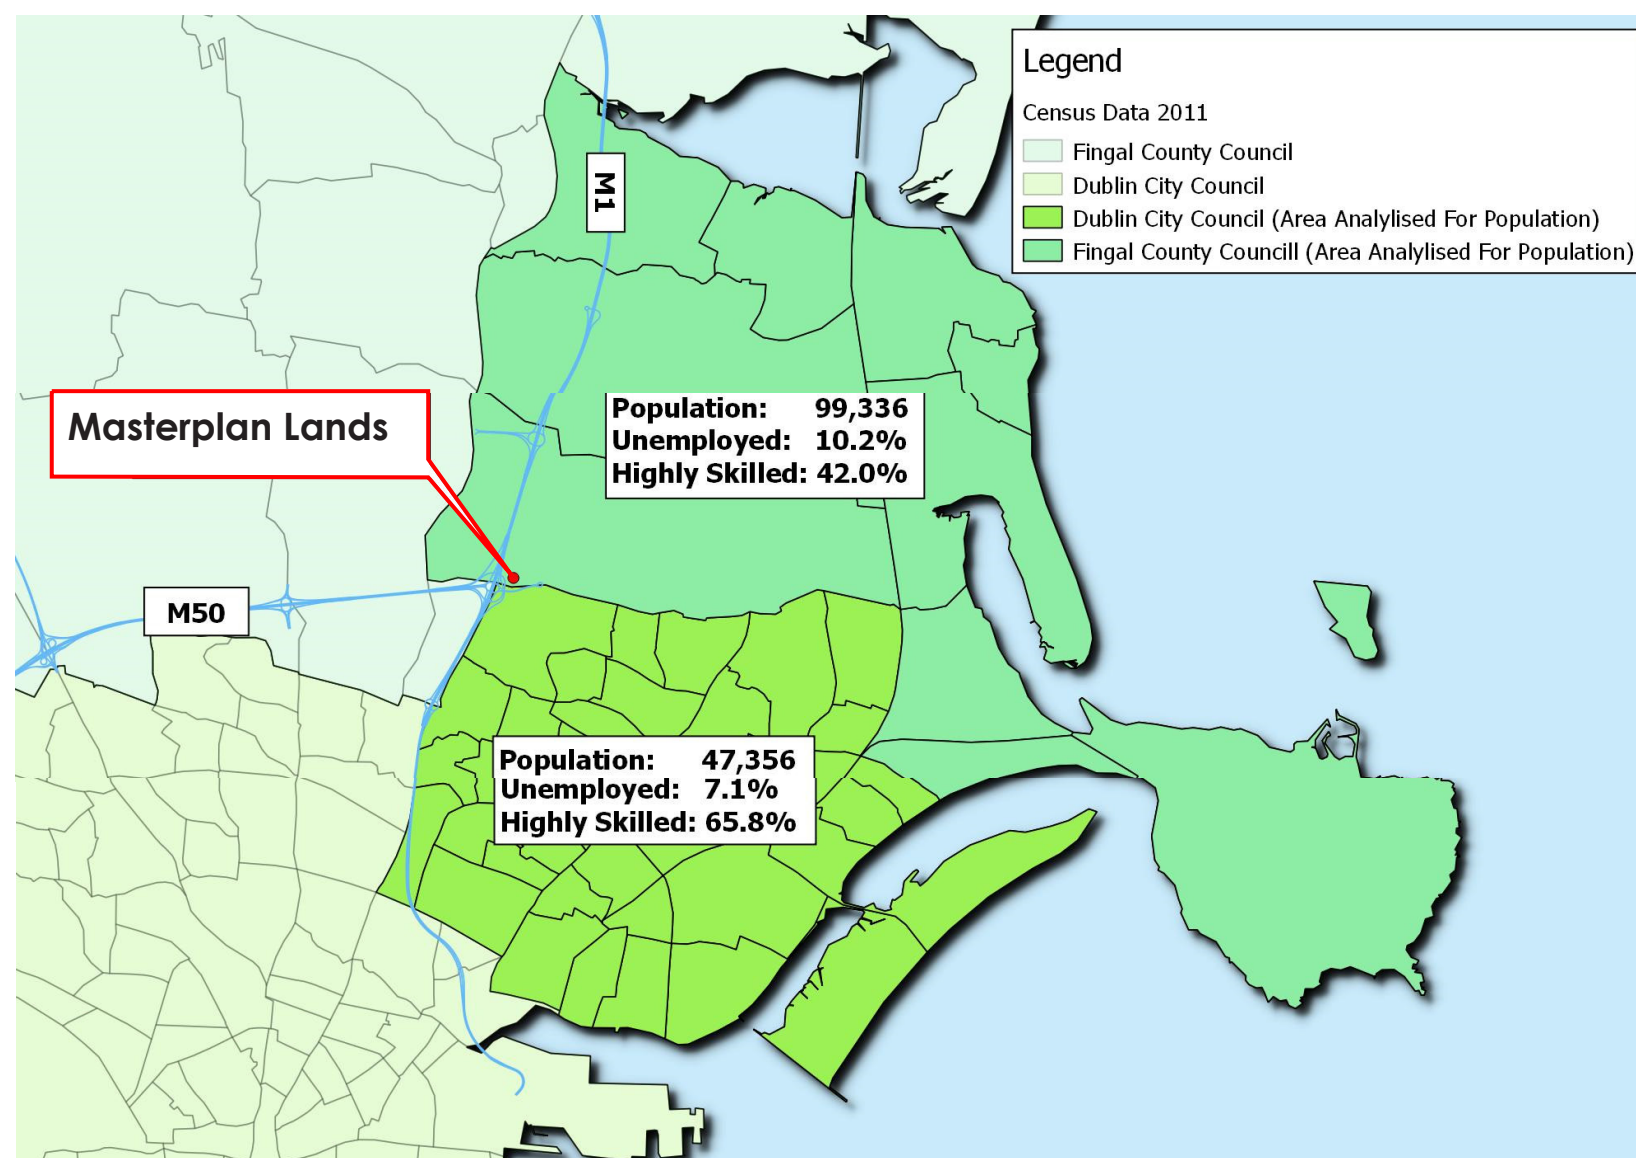 Legend
Census Data 2011
Fingal County Council
Dublin City Council
Dublin City Council (Area Analylised For Population)
Fingal County Councill (Area Analylised For Population)
M1
Masterplan Lands
Population: 99,336
Unemployed: 10.2%
Highly Skilled: 42.0%
M50
Population: 47,356
Unemployed: 7.1%
Highly Skilled: 65.8%